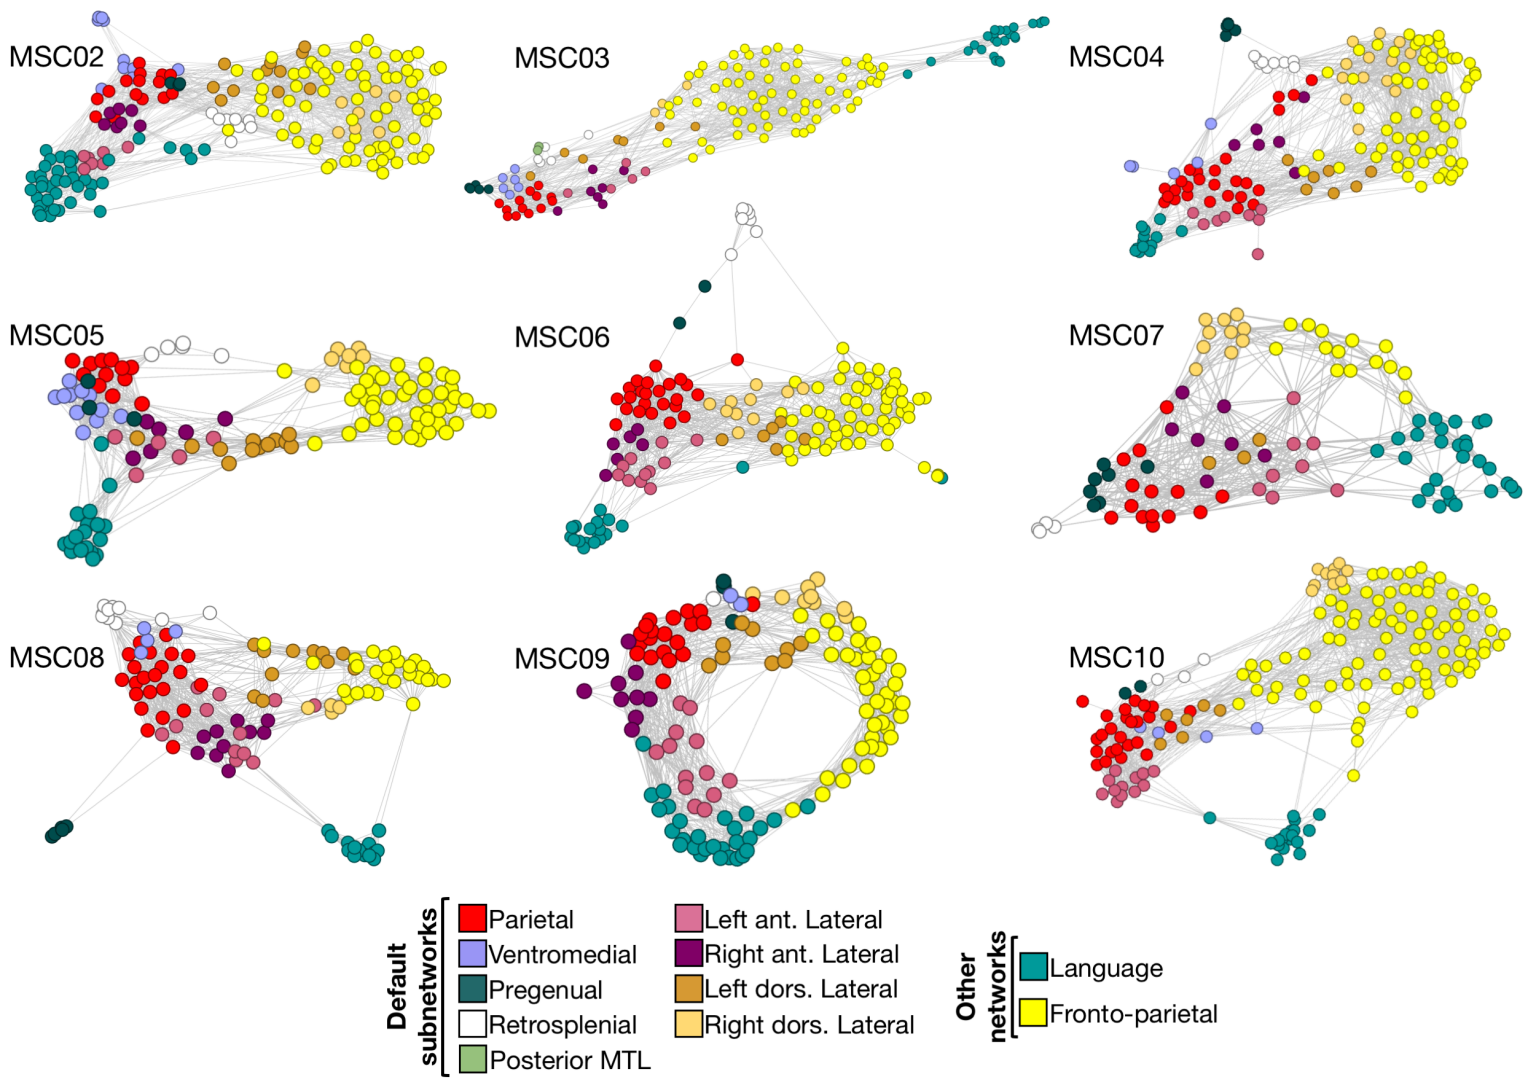 MSC02
MSC03
MSC04
MSC05
MSC06
MSC07
MSC08
MSC09
MSC10
Default
subnetworks
Parietal
Ventromedial
Pregenual
Retrosplenial
Posterior MTL
Left ant. Lateral
Right ant. Lateral
Left dors. Lateral
Right dors. Lateral
Other
networks
Language
Fronto-parietal